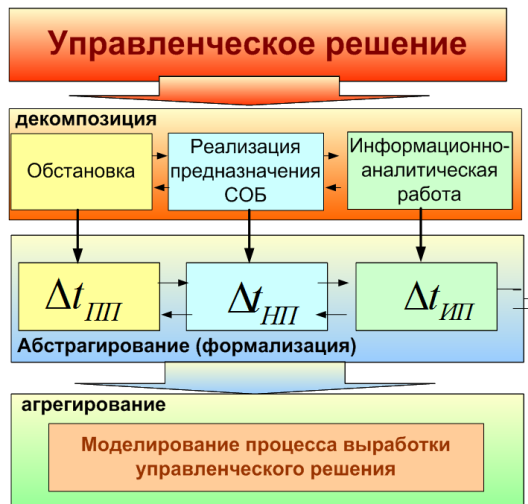 Управленческое решение
декомпозиция
Обстановка
Реализация
предназначения
СОБ
Информационно-
аналитическая
работа
Δt ПП
Δt НП
Δt ИП
Абстрагирование (формализация)
агрегирование
Моделирование процесса выработки
управленческого решения